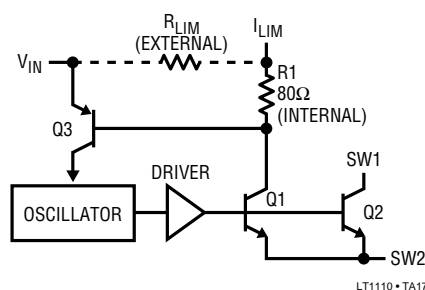 R_LIM
(EXTERNAL)
I_LIM
V_IN
R1
80Ω
(INTERNAL)
Q3
DRIVER
SW1
OSCILLATOR
Q1
Q2
SW2
LT1110 • TA17